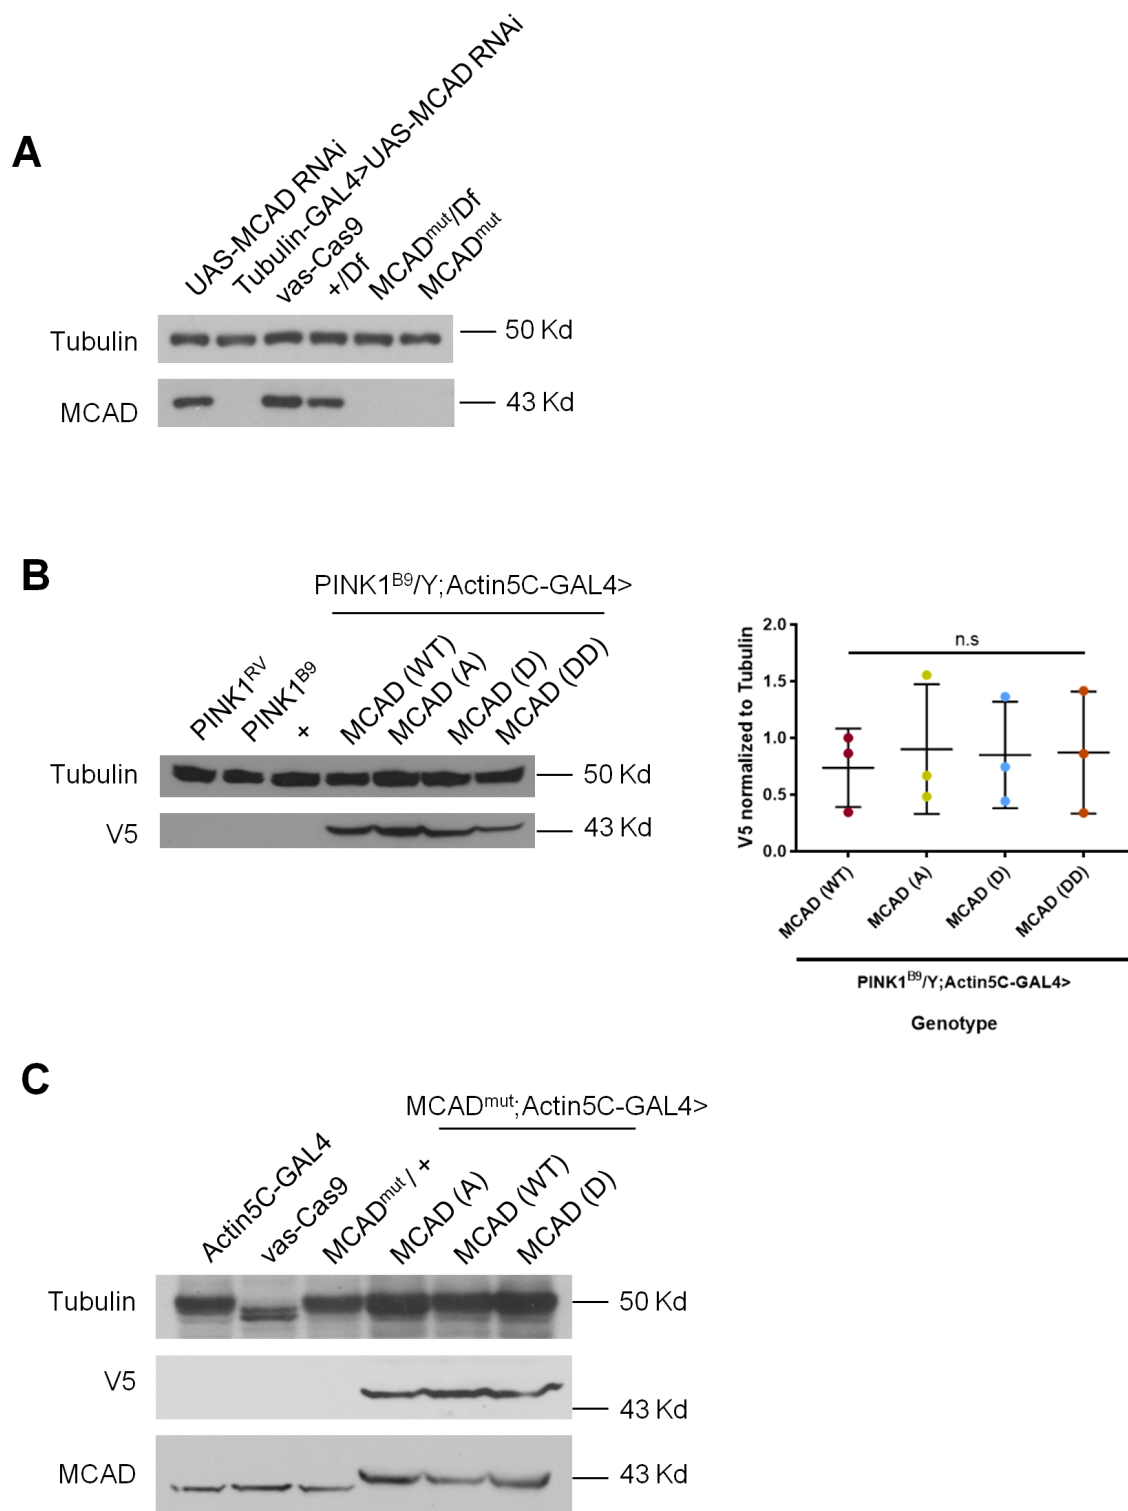 A
UAS-MCAD RNAi
Tubulin-GAL4>UAS-MCAD RNAi
vas-Cas9
+/Df
MCADmut/Df
MCADmut
Tubulin
50 Kd
MCAD
43 Kd
B
PINK1B9/Y;Actin5C-GAL4>
PINK1RV
PINK1B9
+
MCAD (WT)
MCAD (A)
MCAD (D)
MCAD (DD)
Tubulin
50 Kd
V5
43 Kd
V5 normalized to Tubulin
2.0
1.5
1.0
0.5
0.0
n.s
MCAD (WT)
MCAD (A)
MCAD (D)
MCAD (DD)
PINK1B9/Y;Actin5C-GAL4>
Genotype
C
MCADmut;Actin5C-GAL4>
Actin5C-GAL4
vas-Cas9
MCADmut / +
MCAD (A)
MCAD (WT)
MCAD (D)
Tubulin
50 Kd
V5
43 Kd
MCAD
43 Kd